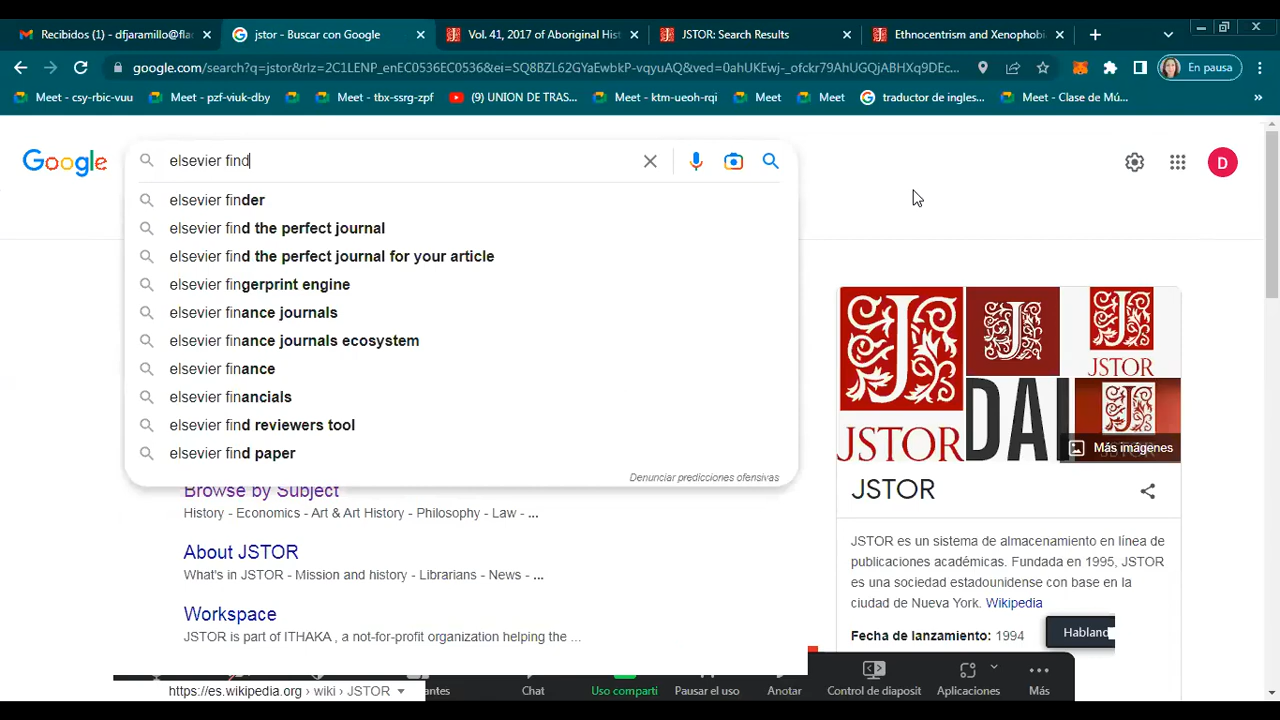 Recibidos (1) - dfjaramillo@fla
jstor - Buscar con Google
Vol. 41, 2017 of Aboriginal Hist
JSTOR: Search Results
Ethnocentrism and Xenophobi
google.com/search?q=jstor&rlz=2C1LENP_enEC0536EC0536&ei=SQ8BZL62GYaEwbkP-vqyuAQ&ved=0ahUKEwj-_ofckr79AhUGQjABHXq9DEc...
En pausa
Meet - csy-rbic-vuu
Meet - pzf-viuk-dby
Meet - tbx-ssrg-pzf
(9) UNION DE TRAS...
Meet - ktm-ueoh-rqi
Meet
Meet
traductor de ingles...
Meet - Clase de Mú...
»
Google
elsevier find
D
elsevier finder
elsevier find the perfect journal
elsevier find the perfect journal for your article
elsevier fingerprint engine
elsevier finance journals
elsevier finance journals ecosystem
elsevier finance
elsevier financials
elsevier find reviewers tool
elsevier find paper
Denunciar predicciones ofensivas
Browse by Subject
History - Economics - Art & Art History - Philosophy - Law - ...
About JSTOR
What's in JSTOR - Mission and history - Librarians - News - ...
Workspace
JSTOR is part of ITHAKA , a not-for-profit organization helping the ...
JSTOR
JSTOR
DAI
Más imágenes
JSTOR
JSTOR es un sistema de almacenamiento en línea de
publicaciones académicas. Fundada en 1995, JSTOR
es una sociedad estadounidense con base en la
ciudad de Nueva York. Wikipedia
Fecha de lanzamiento: 1994
Hablando
https://es.wikipedia.org › wiki › JSTOR
antes
Chat
Uso comparti
Pausar el uso
Anotar
Control de diaposit
Aplicaciones
Más